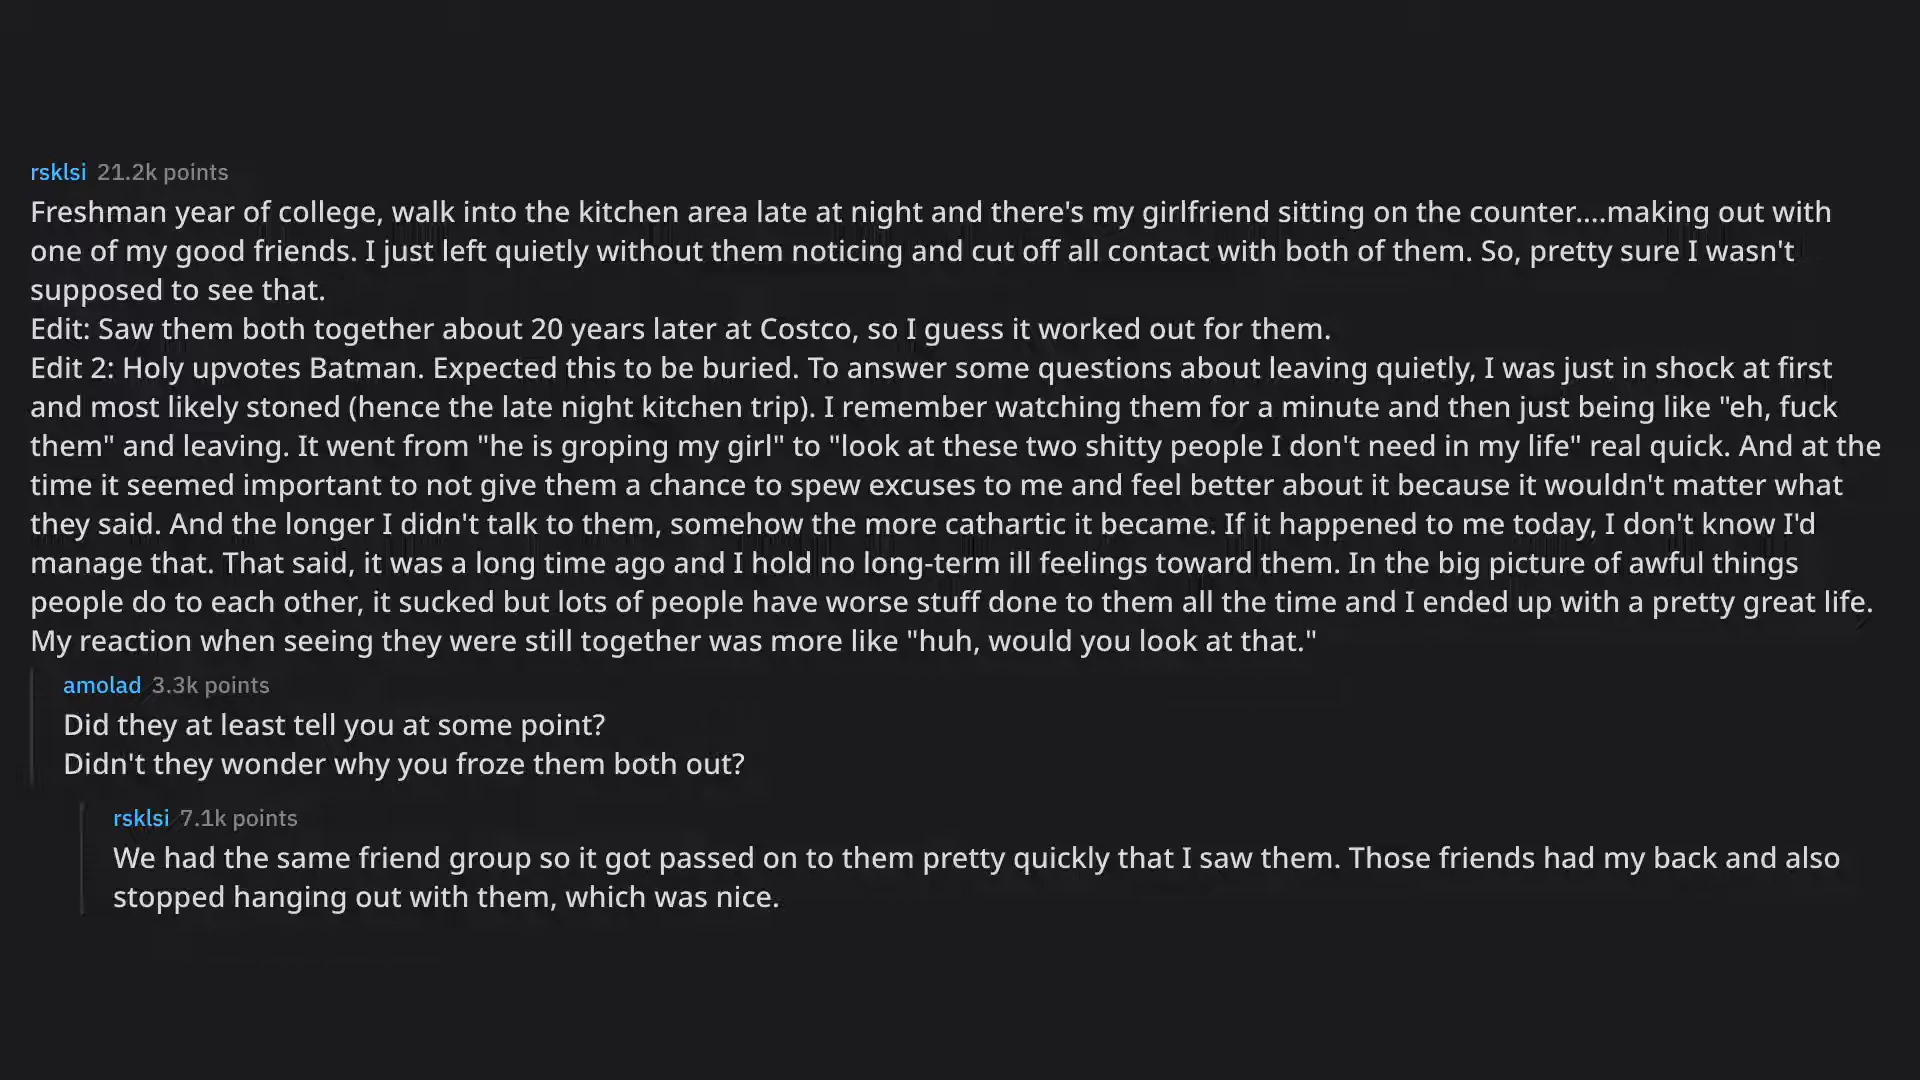 rsklsi 21.2k points
Freshman year of college, walk into the kitchen area late at night and there's my girlfriend sitting on the counter....making out with
one of my good friends. I just left quietly without them noticing and cut off all contact with both of them. So, pretty sure I wasn't
supposed to see that.
Edit: Saw them both together about 20 years later at Costco, so I guess it worked out for them.
Edit 2: Holy upvotes Batman. Expected this to be buried. To answer some questions about leaving quietly, I was just in shock at first
and most likely stoned (hence the late night kitchen trip). I remember watching them for a minute and then just being like "eh, fuck
them" and leaving. It went from "he is groping my girl" to "look at these two shitty people I don't need in my life" real quick. And at the
time it seemed important to not give them a chance to spew excuses to me and feel better about it because it wouldn't matter what
they said. And the longer I didn't talk to them, somehow the more cathartic it became. If it happened to me today, I don't know I'd
manage that. That said, it was a long time ago and I hold no long-term ill feelings toward them. In the big picture of awful things
people do to each other, it sucked but lots of people have worse stuff done to them all the time and I ended up with a pretty great life.
My reaction when seeing they were still together was more like "huh, would you look at that."
amolad 3.3k points
Did they at least tell you at some point?
Didn't they wonder why you froze them both out?
rsklsi 7.1k points
We had the same friend group so it got passed on to them pretty quickly that I saw them. Those friends had my back and also
stopped hanging out with them, which was nice.